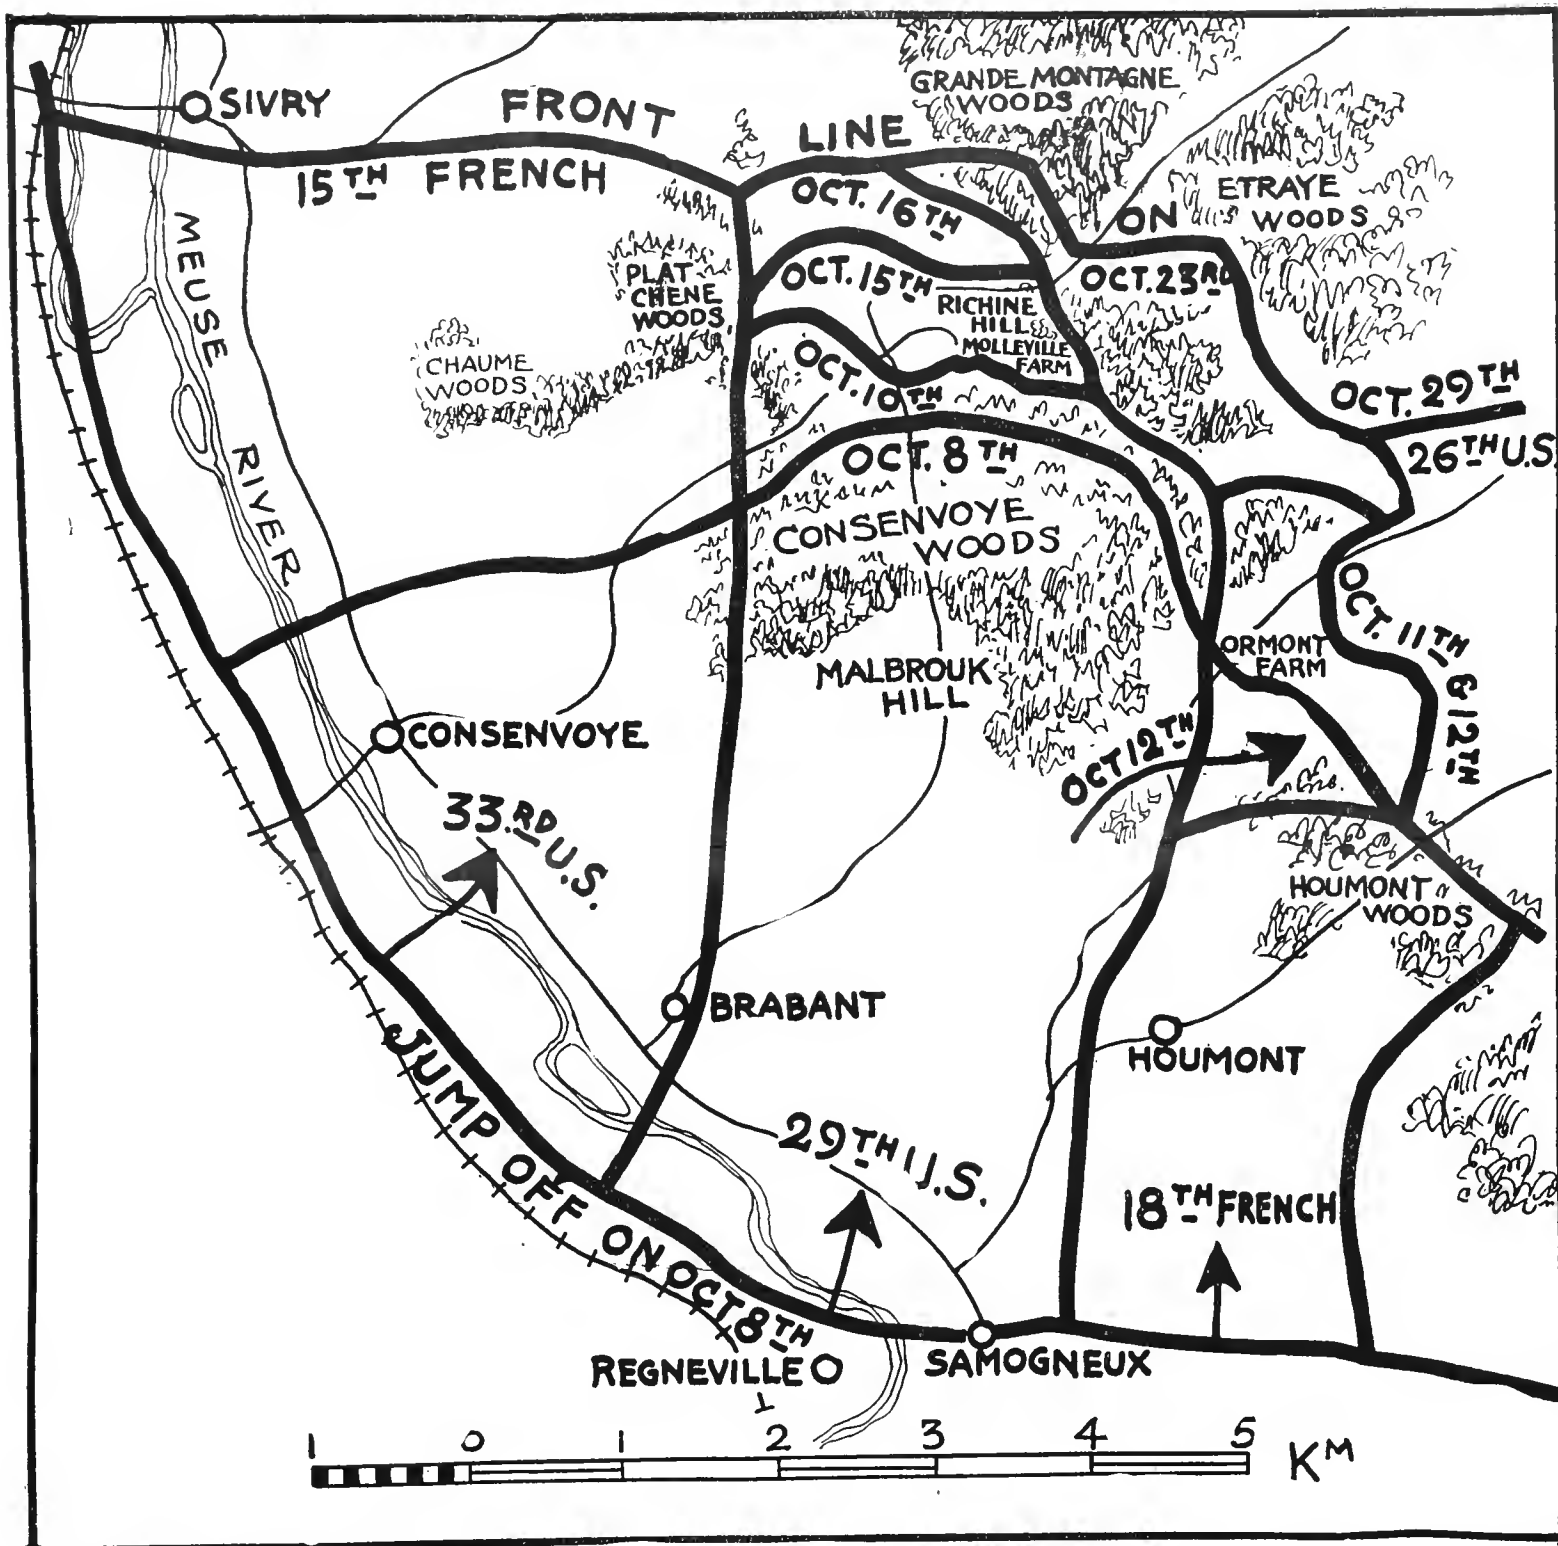 GRANDE MONTAGNE
WOODS
SIVRY
FRONT LINE ON OCT. 23RD
15TH FRENCH
OCT. 16TH
ETRAYE
WOODS
MEUSE RIVER
PLAT
CHENE
WOODS
OCT. 15TH
RICHINE
HILL
MOLLEVILLE
FARM
CHAUME
WOODS
OCT. 10TH
OCT. 29TH
26TH U.S.
OCT. 8TH
CONSENVOYE
WOODS
OCT. 11TH & 12TH
ORMONT
FARM
MALBROUK
HILL
CONSENVOYE
OCT 12TH
33.RD U.S.
HOUMONT
WOODS
BRABANT
HOUMONT
JUMP OFF ON OCT 8TH
29TH U.S.
18TH FRENCH
REGNEVILLE
SAMOGNEUX
1 0 1 2 3 4 5 KM